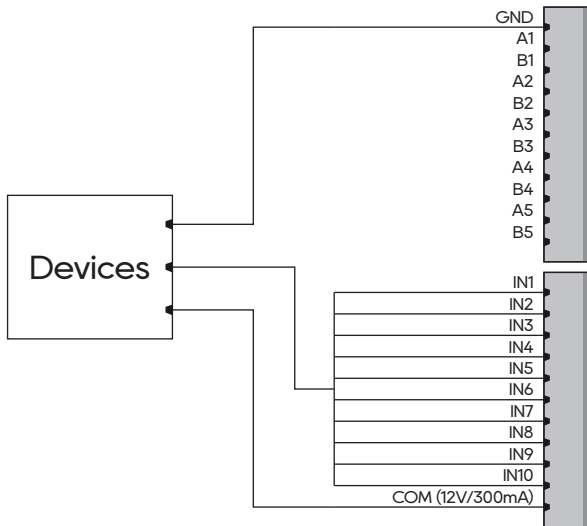 GND
A1
B1
A2
B2
A3
B3
A4
B4
A5
B5
Devices
IN1
IN2
IN3
IN4
IN5
IN6
IN7
IN8
IN9
IN10
COM (12V/300mA)